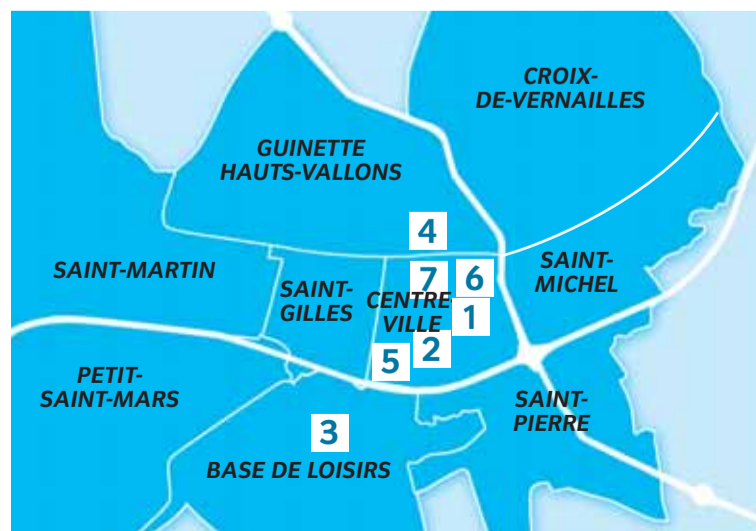 CROIX-
DE-VERNAILLES
GUINETTE
HAUTS-VALLONS
4
SAINT-MARTIN
SAINT-
GILLES
7
6
CENTRE
VILLE
1
SAINT-
MICHEL
5
2
PETIT-
SAINT-MARS
SAINT-
PIERRE
3
BASE DE LOISIRS